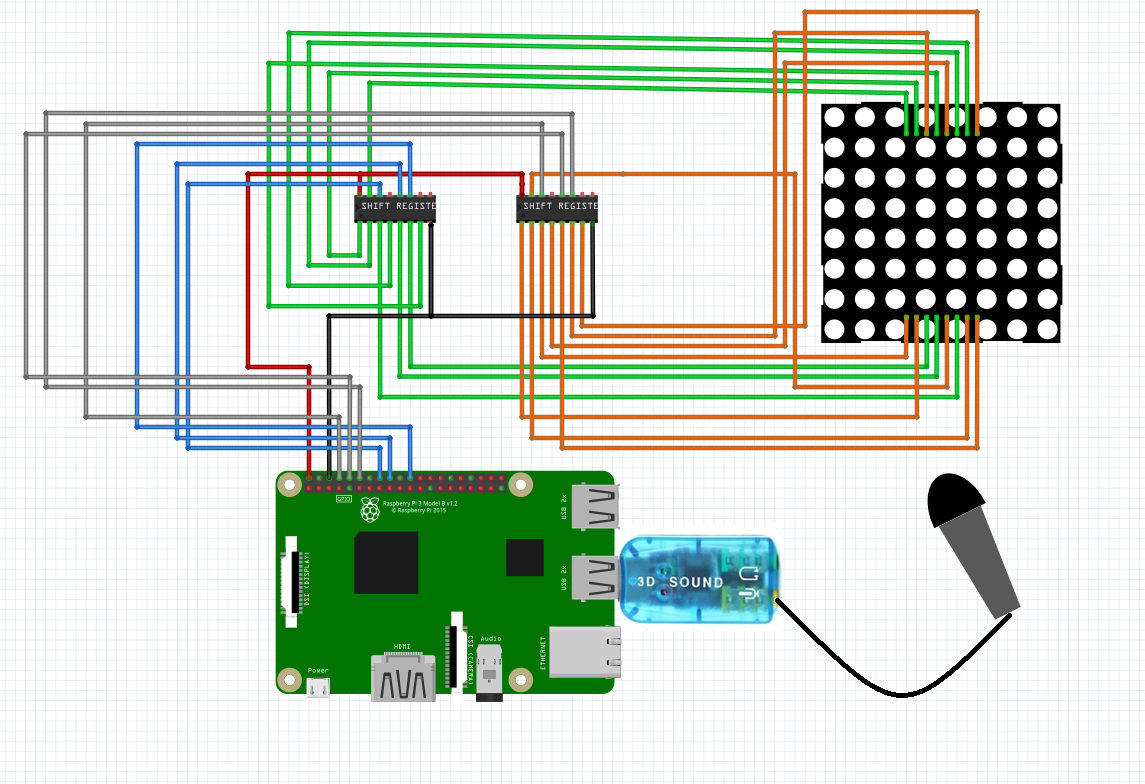 SHIFT REGISTE
SHIFT REGISTE
GPIO
Raspberry Pi 3 Model B v1.2
© Raspberry Pi 2015
USB 2x
DSI (DISPLAY)
USB 2x
3D SOUND
HDMI
CSI (CAMERA)
Audio
ETHERNET
Power